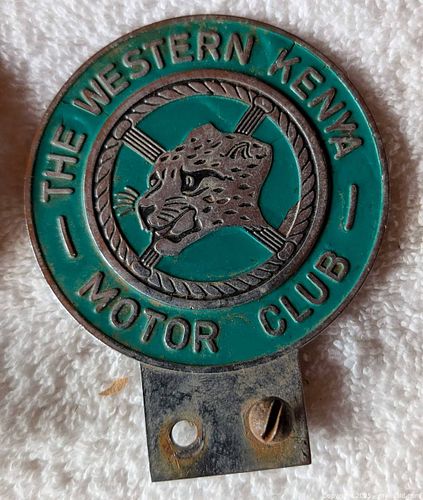 THE WESTERN KENYA
MOTOR CLUB